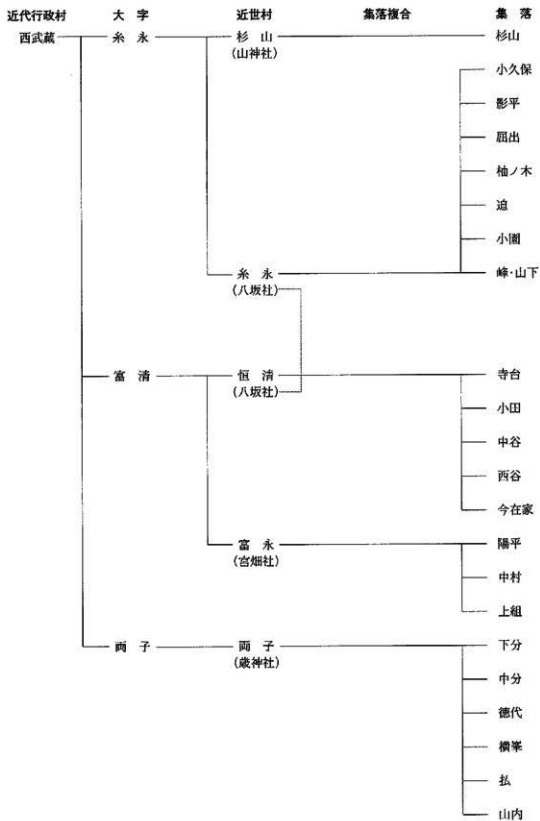 近代行政村 大字 近世村 集落複合 集落
西武蔵 糸永 杉山 杉山
(山神社)
小久保
影平
屈出
柚ノ木
迫
小園
糸永 峰・山下
(八坂社)
富清 恒清 寺台
(八坂社) 小田
中谷
西谷
今在家
富永 陽平
(宮畑社) 中村
上組
両子 両子 下分
(歳神社) 中分
徳代
横峯
払
山内